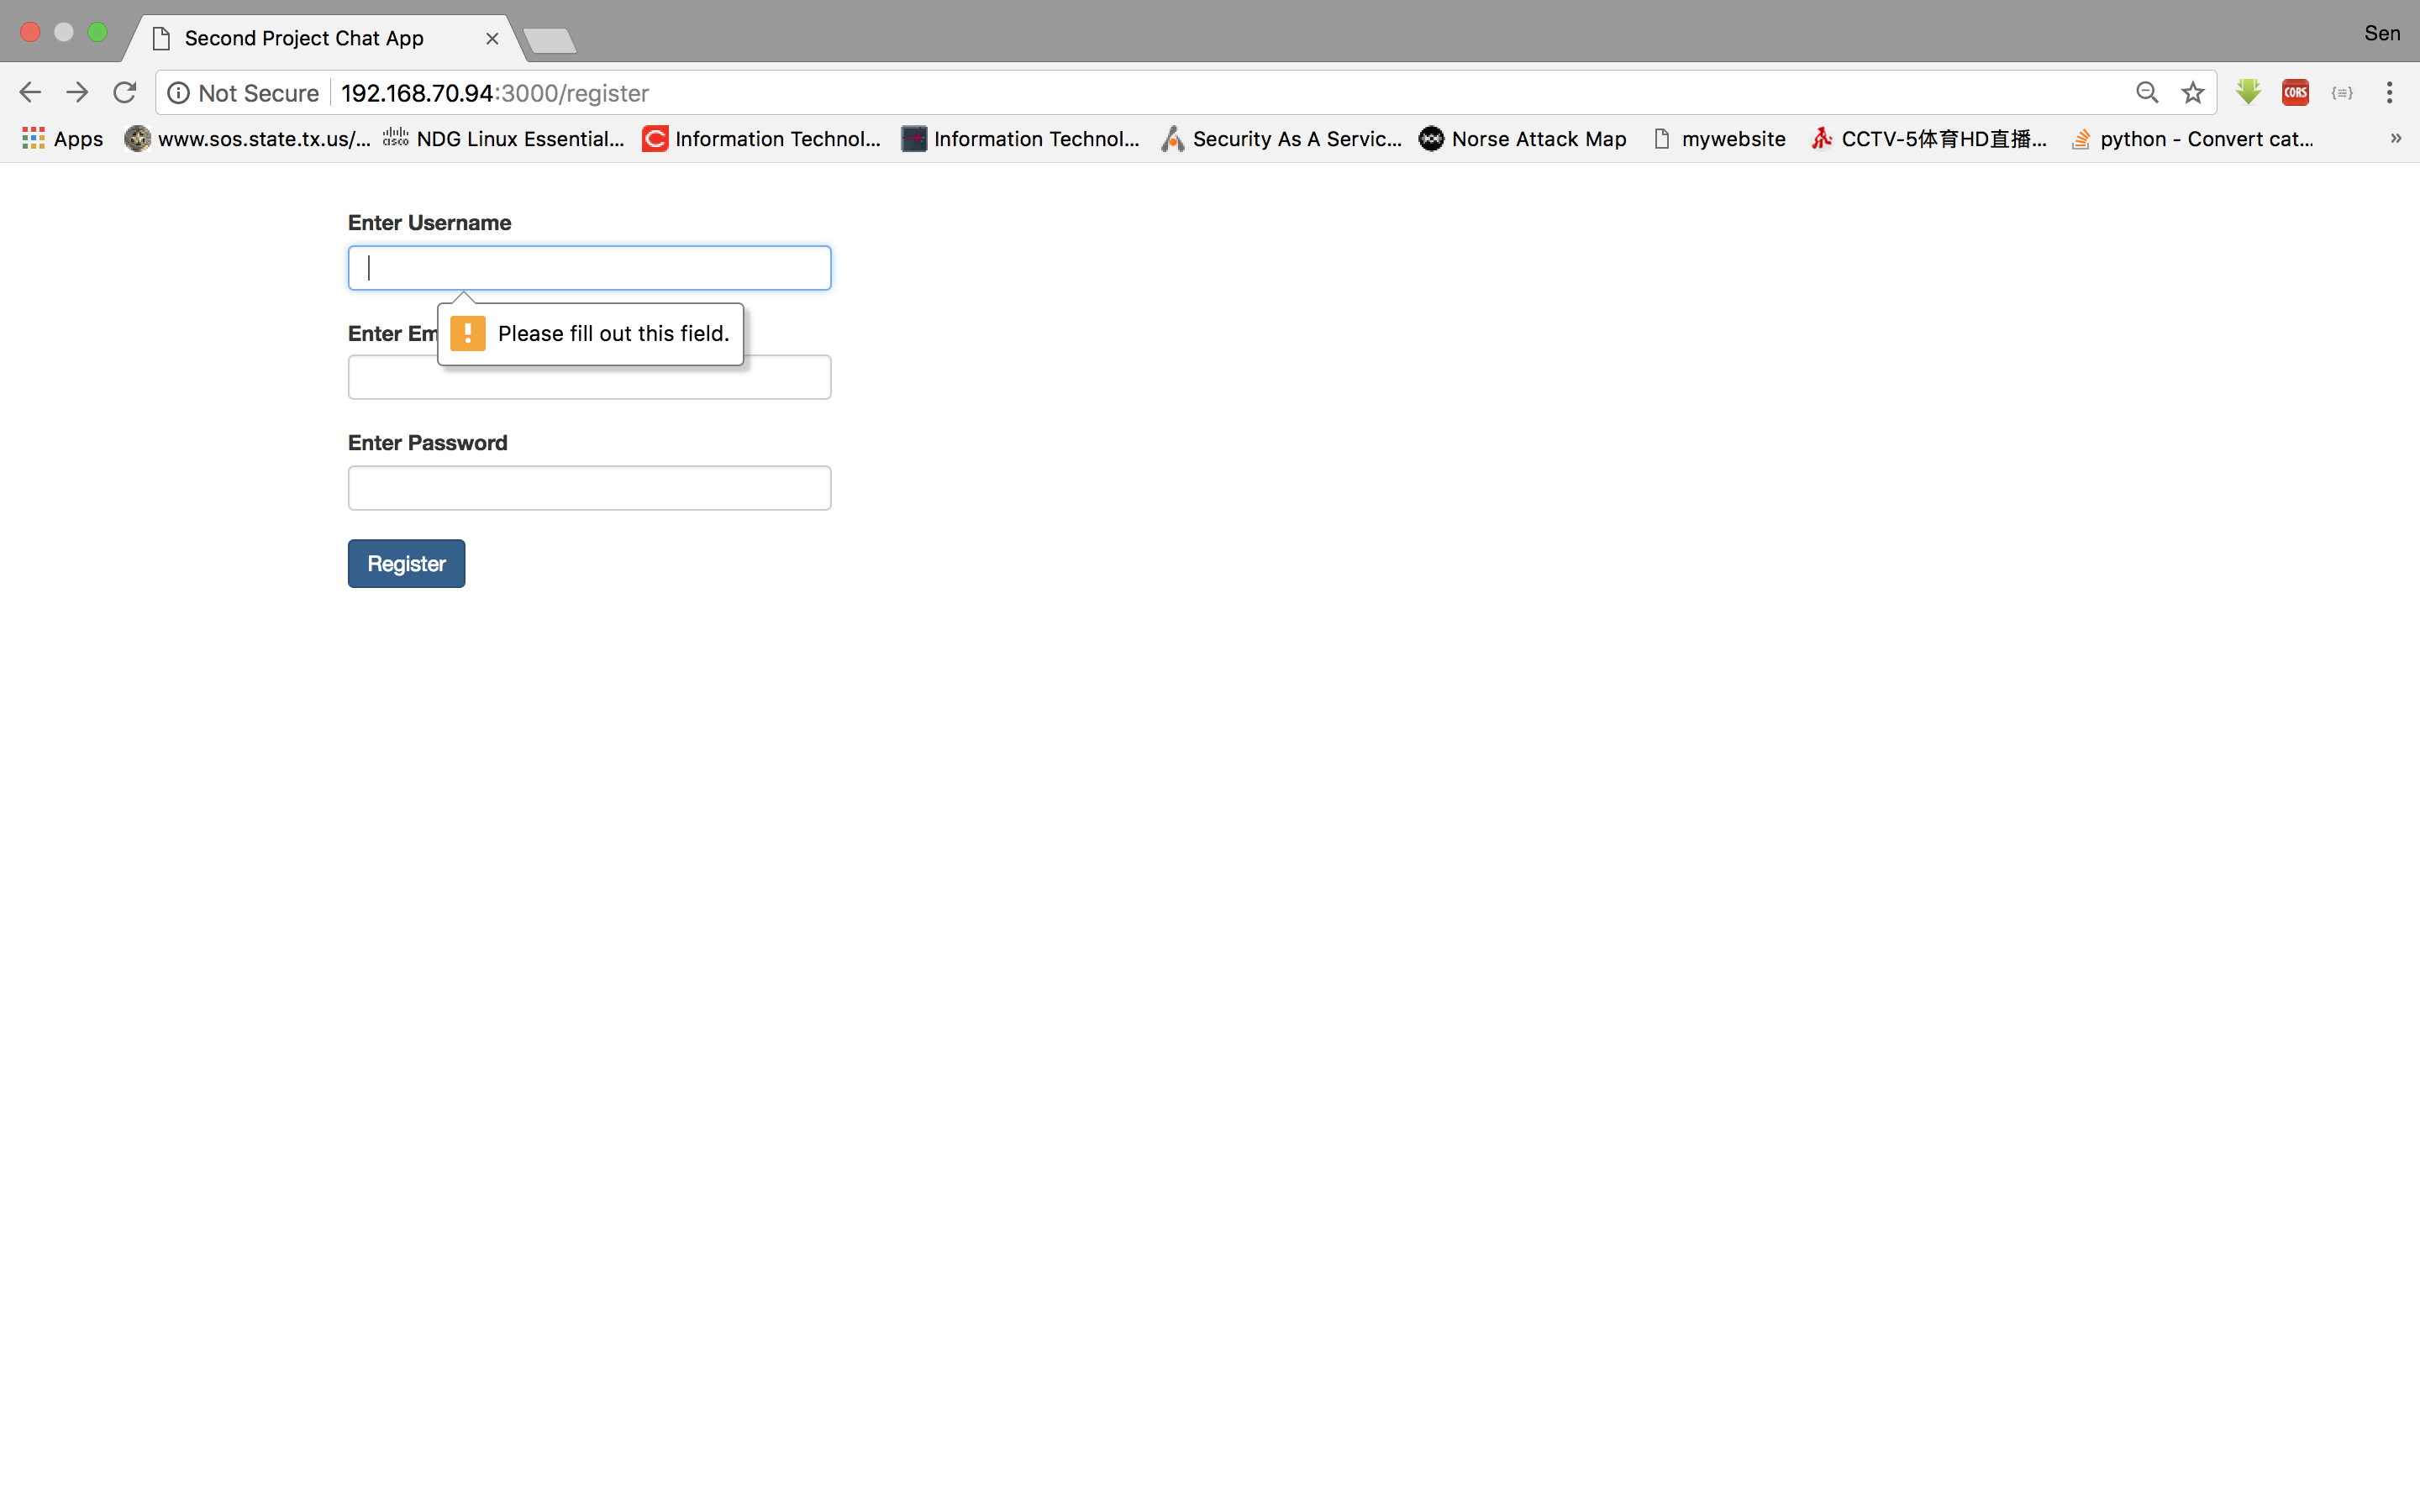 Second Project Chat App
Sen
Not Secure 192.168.70.94:3000/register
CORS
Apps www.sos.state.tx.us/... cisco NDG Linux Essential... Information Technol... Information Technol... Security As A Servic... Norse Attack Map mywebsite CCTV-5体育HD直播... python - Convert cat... »
Enter Username
Enter Em
Please fill out this field.
Enter Password
Register